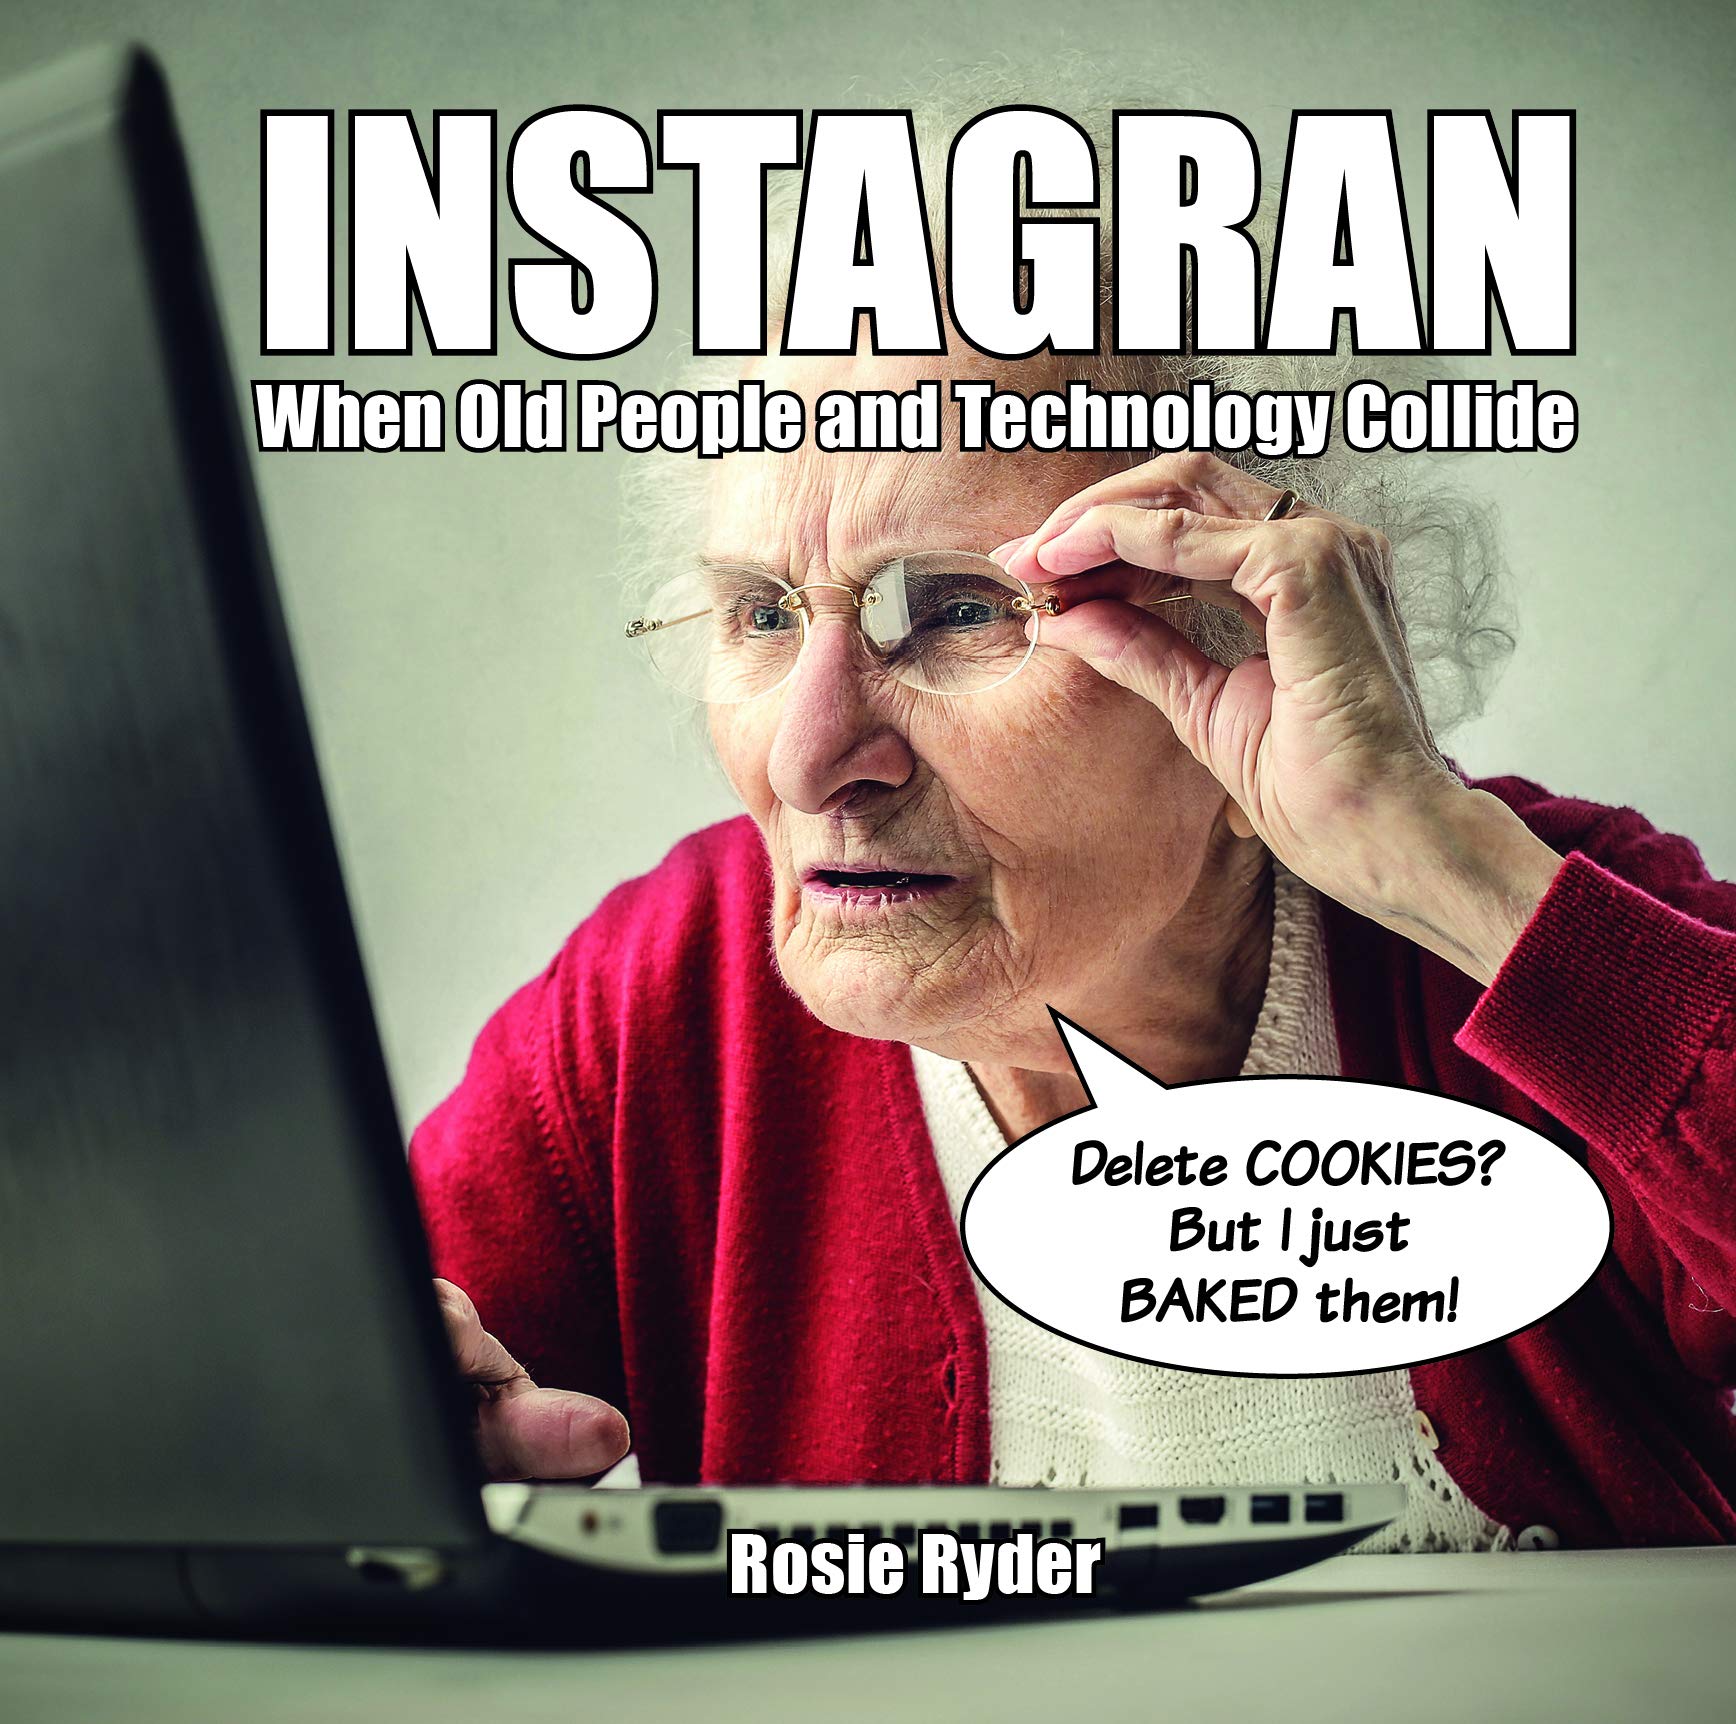 INSTAGRAN
When Old People and Technology Collide
Delete COOKIES?
But I just
BAKED them!
Rosie Ryder